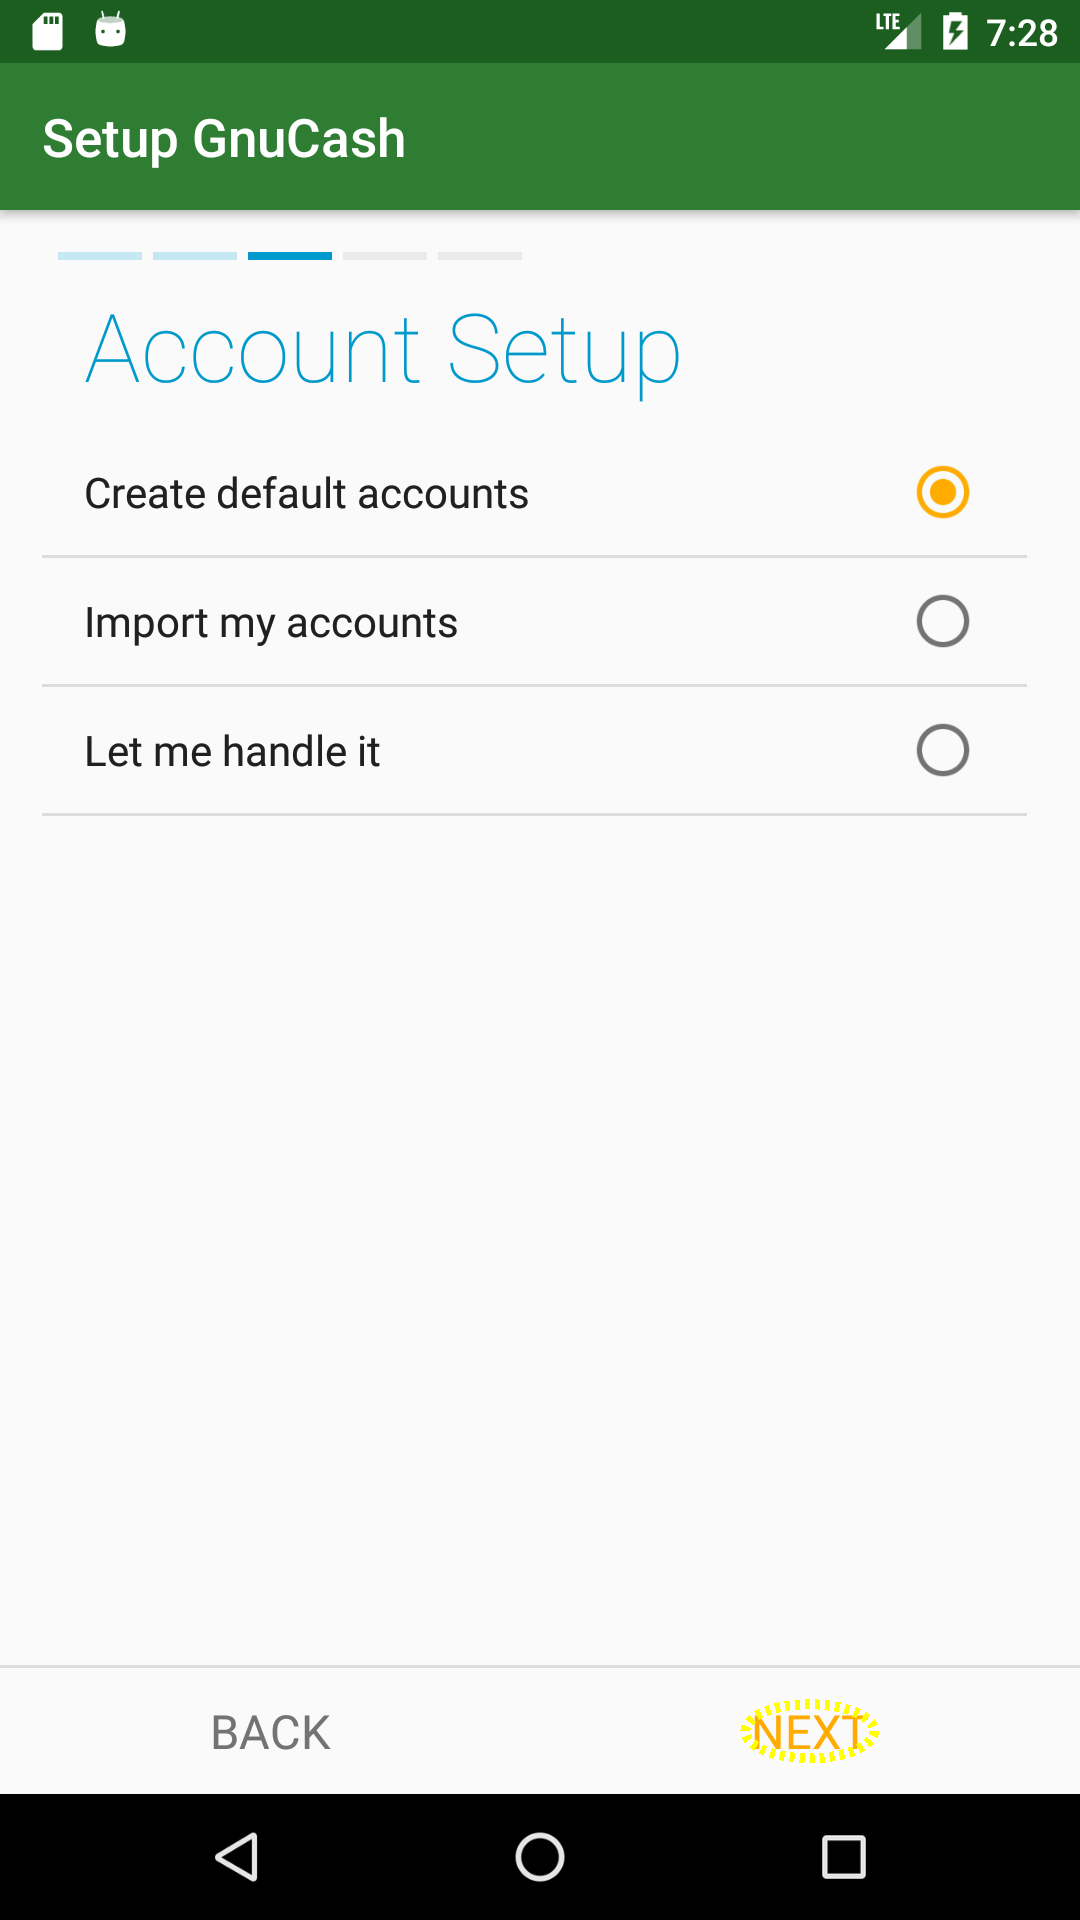 LTE 7:28
Setup GnuCash
Account Setup
Create default accounts
Import my accounts
Let me handle it
BACK NEXT